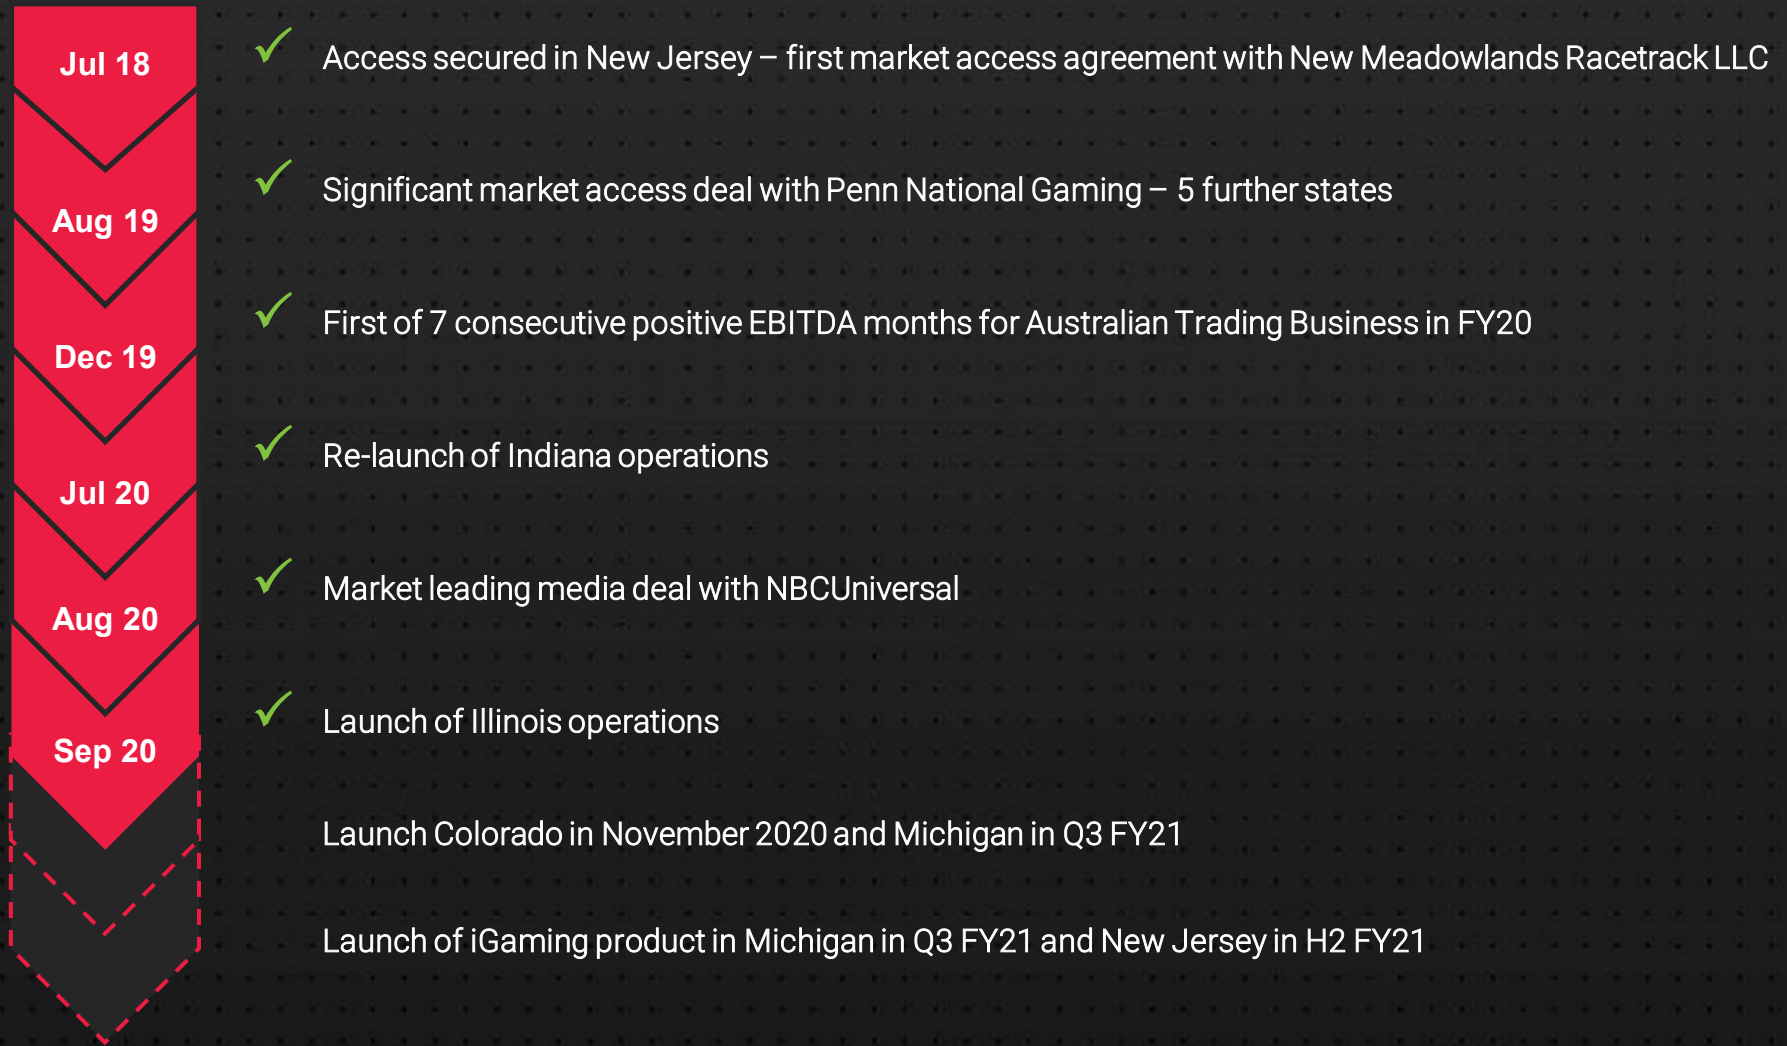 Jul 18
Access secured in New Jersey – first market access agreement with New Meadowlands Racetrack LLC
Aug 19
Significant market access deal with Penn National Gaming – 5 further states
Dec 19
First of 7 consecutive positive EBITDA months for Australian Trading Business in FY20
Jul 20
Re-launch of Indiana operations
Aug 20
Market leading media deal with NBCUniversal
Sep 20
Launch of Illinois operations
Launch Colorado in November 2020 and Michigan in Q3 FY21
Launch of iGaming product in Michigan in Q3 FY21 and New Jersey in H2 FY21